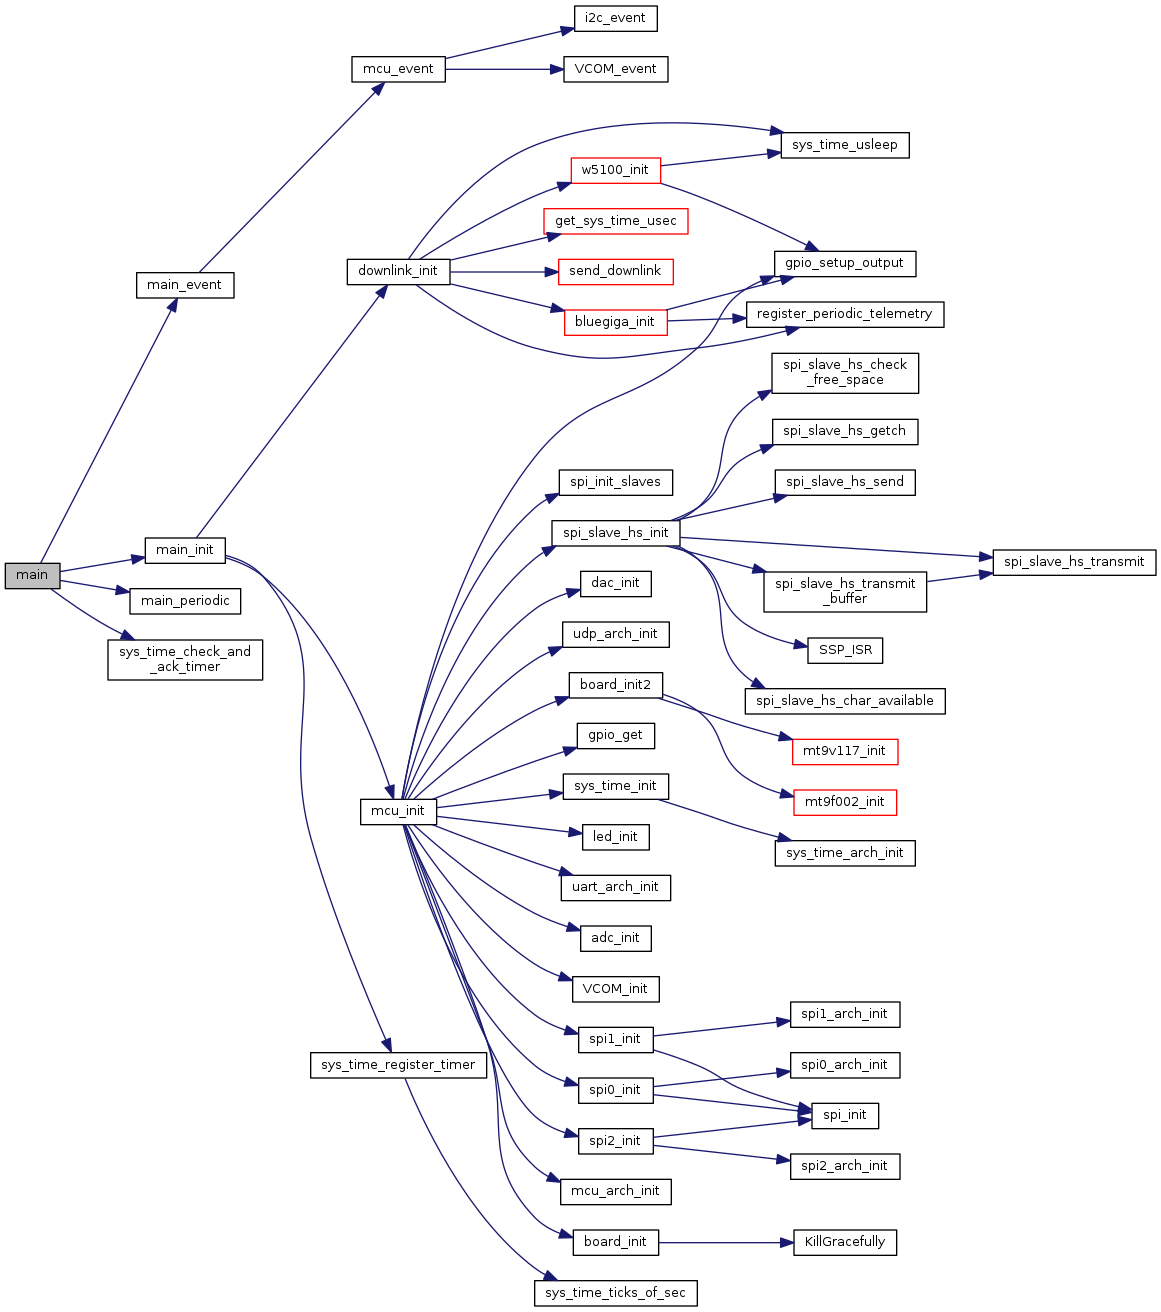 i2c_event
mcu_event
VCOM_event
sys_time_usleep
w5100_init
get_sys_time_usec
gpio_setup_output
downlink_init
send_downlink
main_event
bluegiga_init
register_periodic_telemetry
spi_slave_hs_check
_free_space
spi_slave_hs_getch
spi_init_slaves
spi_slave_hs_send
spi_slave_hs_init
main_init
spi_slave_hs_transmit
main
dac_init
spi_slave_hs_transmit
_buffer
main_periodic
udp_arch_init
sys_time_check_and
_ack_timer
SSP_ISR
board_init2
spi_slave_hs_char_available
gpio_get
mt9v117_init
sys_time_init
mt9f002_init
mcu_init
led_init
sys_time_arch_init
uart_arch_init
adc_init
VCOM_init
spi1_arch_init
spi1_init
sys_time_register_timer
spi0_arch_init
spi0_init
spi_init
spi2_init
spi2_arch_init
mcu_arch_init
board_init
KillGracefully
sys_time_ticks_of_sec